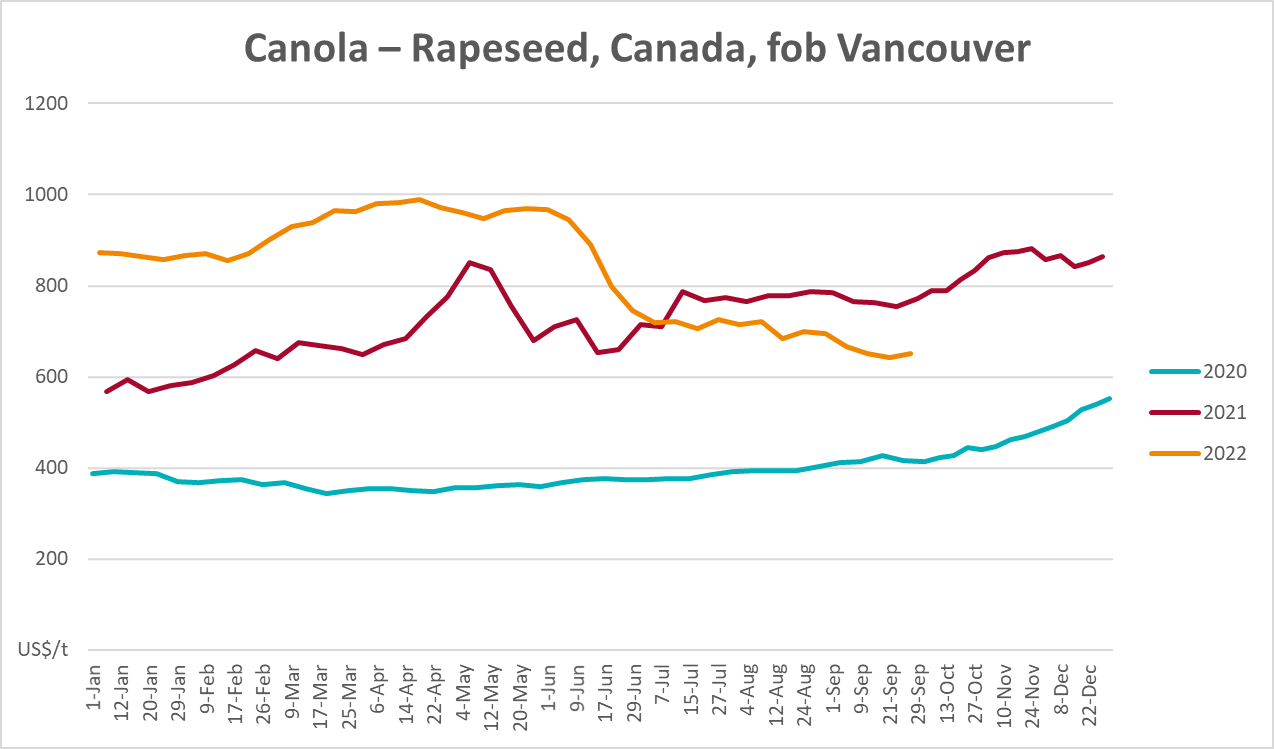 Canola – Rapeseed, Canada, fob Vancouver
1200
1000
800
600
400
200
US$/t
1-Jan
12-Jan
20-Jan
29-Jan
9-Feb
17-Feb
26-Feb
9-Mar
17-Mar
25-Mar
6-Apr
14-Apr
22-Apr
4-May
12-May
20-May
1-Jun
9-Jun
17-Jun
29-Jun
7-Jul
15-Jul
27-Jul
4-Aug
12-Aug
24-Aug
1-Sep
9-Sep
21-Sep
29-Sep
13-Oct
27-Oct
10-Nov
24-Nov
8-Dec
22-Dec
2020
2021
2022